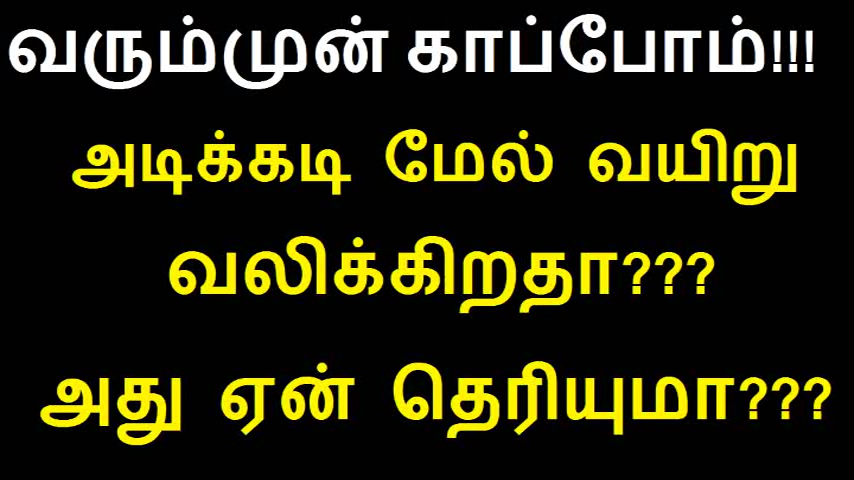 வரும்முன் காப்போம்!!!
அடிக்கடி மேல் வயிறு
வலிக்கிறதா???
அது ஏன் தெரியுமா???